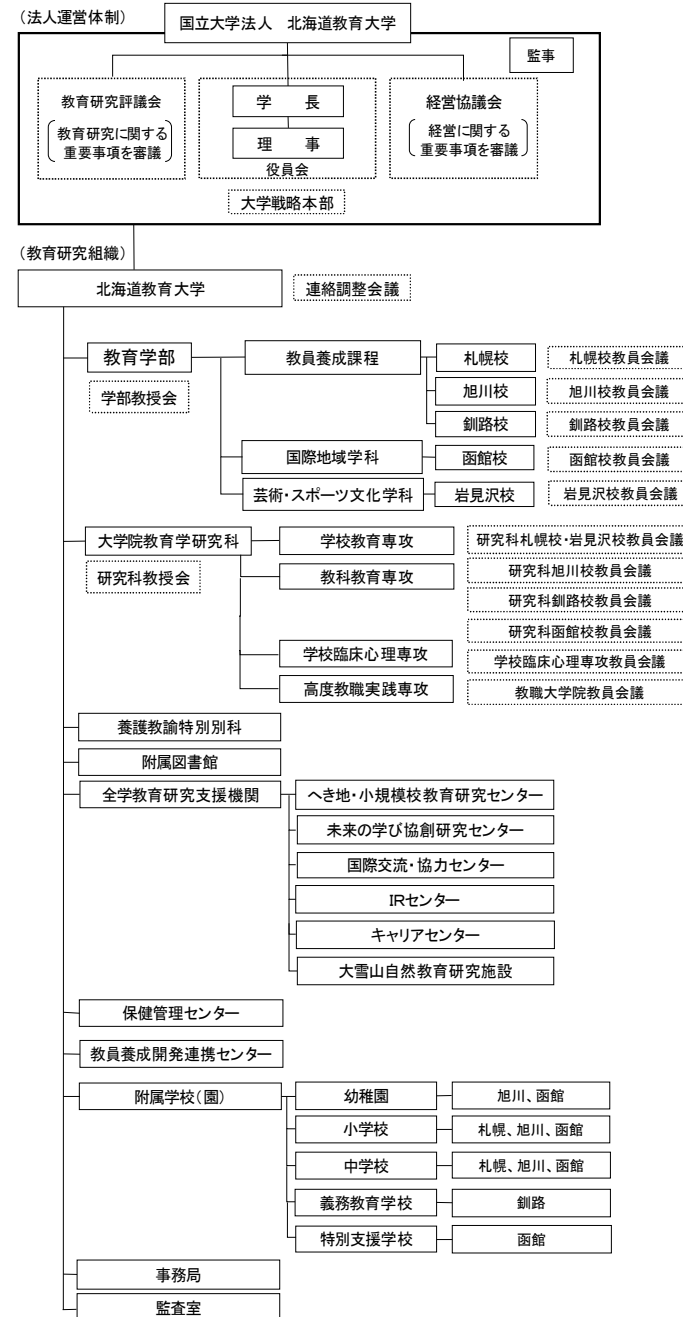 （法人運営体制）
国立大学法人　北海道教育大学
監事
教育研究評議会
教育研究に関する
重要事項を審議
学　長
理　事
役員会
経営協議会
経営に関する
重要事項を審議
大学戦略本部
（教育研究組織）
北海道教育大学
連絡調整会議
教育学部
学部教授会
教員養成課程
札幌校
札幌校教員会議
旭川校
旭川校教員会議
釧路校
釧路校教員会議
国際地域学科
函館校
函館校教員会議
芸術・スポーツ文化学科
岩見沢校
岩見沢校教員会議
大学院教育学研究科
研究科教授会
学校教育専攻
研究科札幌校・岩見沢校教員会議
教科教育専攻
研究科旭川校教員会議
研究科釧路校教員会議
研究科函館校教員会議
学校臨床心理専攻
学校臨床心理専攻教員会議
高度教職実践専攻
教職大学院教員会議
養護教諭特別別科
附属図書館
全学教育研究支援機関
へき地・小規模校教育研究センター
未来の学び協創研究センター
国際交流・協力センター
IRセンター
キャリアセンター
大雪山自然教育研究施設
保健管理センター
教員養成開発連携センター
附属学校（園）
幼稚園
旭川、函館
小学校
札幌、旭川、函館
中学校
札幌、旭川、函館
義務教育学校
釧路
特別支援学校
函館
事務局
監査室